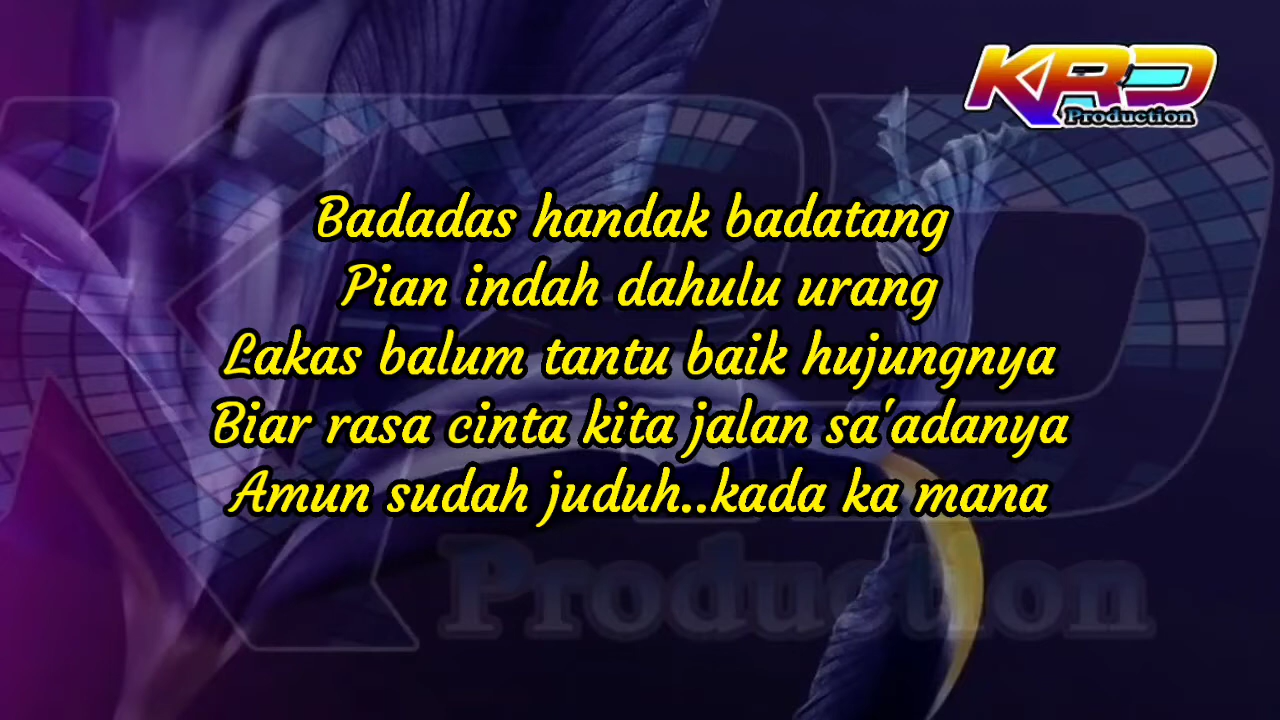 KRD
Production
Badadas handak badatang
Pian indah dahulu urang
Lakas balum tantu baik hujungnya
Biar rasa cinta kita jalan sa'adanya
Amun sudah juduh..kada ka mana
Production